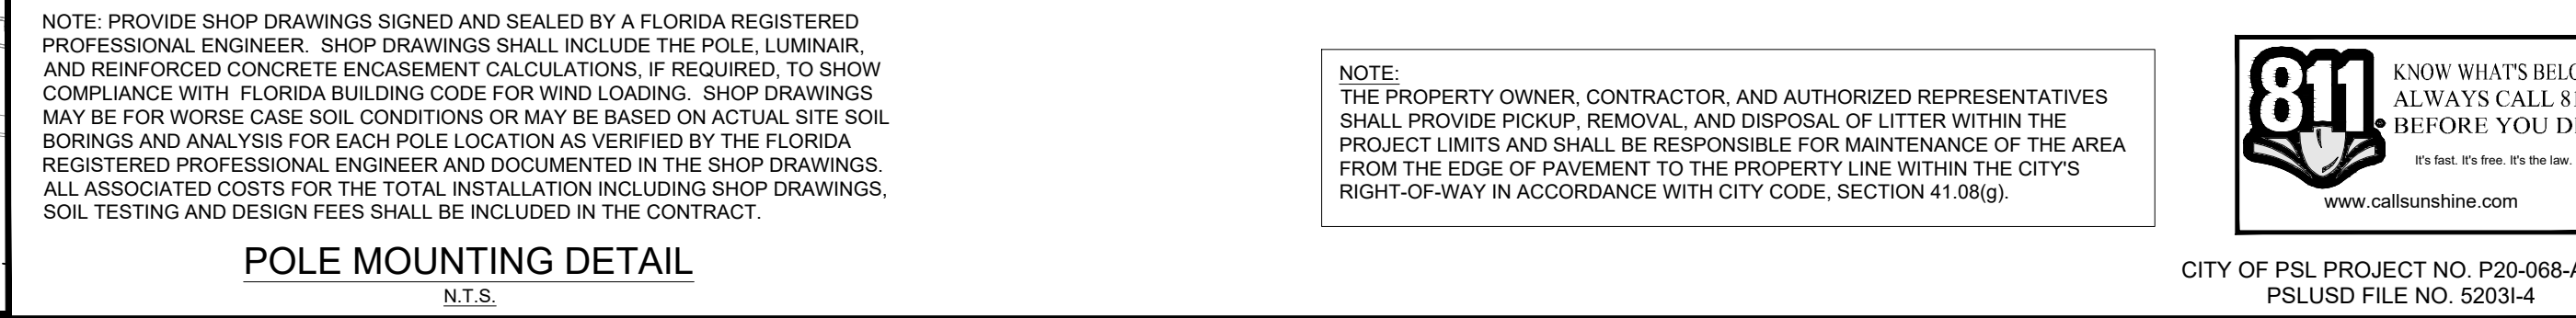 NOTE: PROVIDE SHOP DRAWINGS SIGNED AND SEALED BY A FLORIDA REGISTERED
PROFESSIONAL ENGINEER. SHOP DRAWINGS SHALL INCLUDE THE POLE, LUMINAIR,
AND REINFORCED CONCRETE ENCASEMENT CALCULATIONS, IF REQUIRED, TO SHOW
COMPLIANCE WITH FLORIDA BUILDING CODE FOR WIND LOADING. SHOP DRAWINGS
MAY BE FOR WORSE CASE SOIL CONDITIONS OR MAY BE BASED ON ACTUAL SITE SOIL
BORINGS AND ANALYSIS FOR EACH POLE LOCATION AS VERIFIED BY THE FLORIDA
REGISTERED PROFESSIONAL ENGINEER AND DOCUMENTED IN THE SHOP DRAWINGS.
ALL ASSOCIATED COSTS FOR THE TOTAL INSTALLATION INCLUDING SHOP DRAWINGS,
SOIL TESTING AND DESIGN FEES SHALL BE INCLUDED IN THE CONTRACT.
POLE MOUNTING DETAIL
N.T.S.
NOTE:
THE PROPERTY OWNER, CONTRACTOR, AND AUTHORIZED REPRESENTATIVES
SHALL PROVIDE PICKUP, REMOVAL, AND DISPOSAL OF LITTER WITHIN THE
PROJECT LIMITS AND SHALL BE RESPONSIBLE FOR MAINTENANCE OF THE AREA
FROM THE EDGE OF PAVEMENT TO THE PROPERTY LINE WITHIN THE CITY'S
RIGHT-OF-WAY IN ACCORDANCE WITH CITY CODE, SECTION 41.08(g).
811
KNOW WHAT'S
ALWAYS CALL
BEFORE YOU
It's fast. It's free. It's the law.
www.callsunshine.com
CITY OF PSL PROJECT NO. P20-068-A
PSLUSD FILE NO. 5203I-4